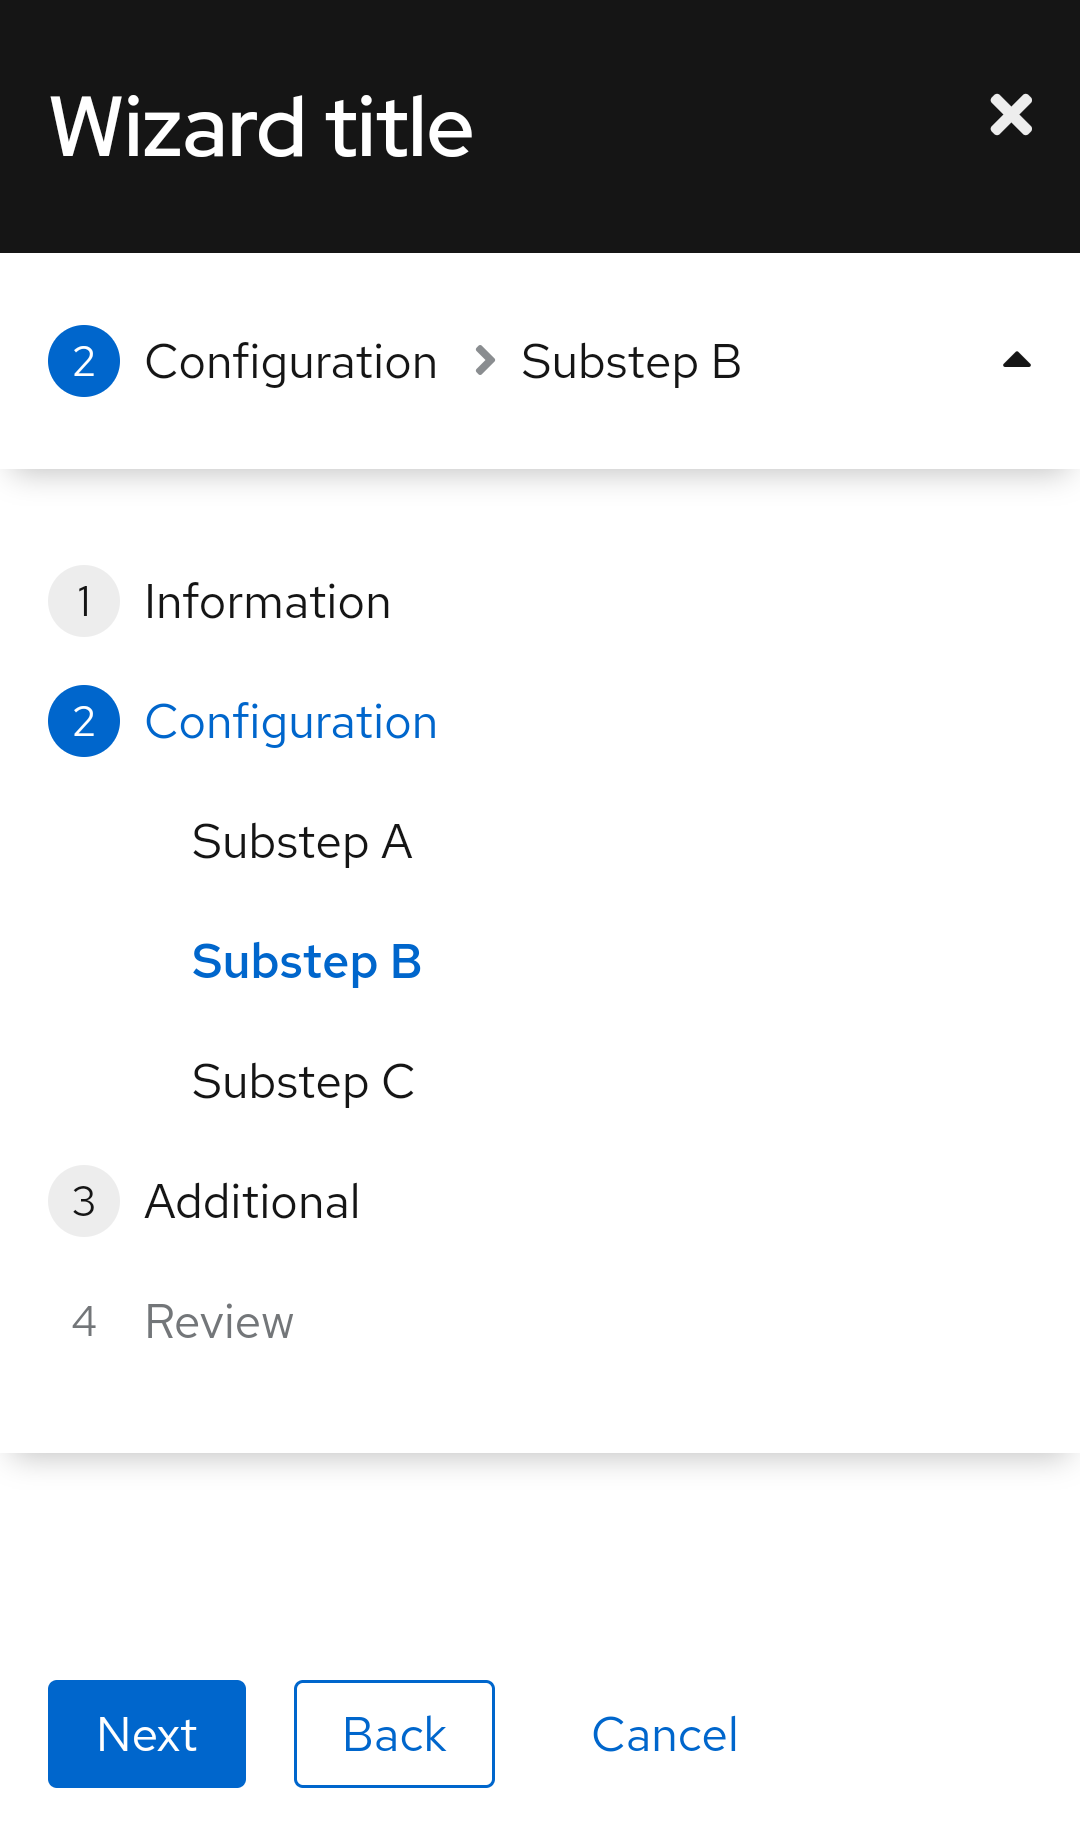 Wizard title
2 Configuration Substep B
1 Information
2 Configuration
Substep A
Substep B
Substep C
3 Additional
4 Review
Next Back Cancel